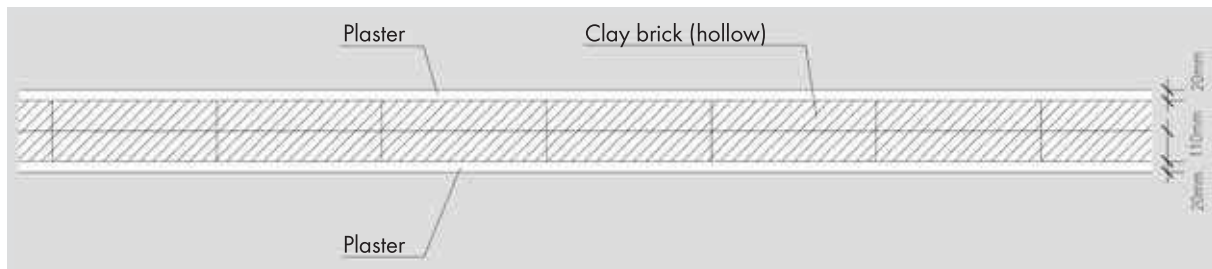 Plaster
Clay brick (hollow)
20mm
110mm
20mm
Plaster